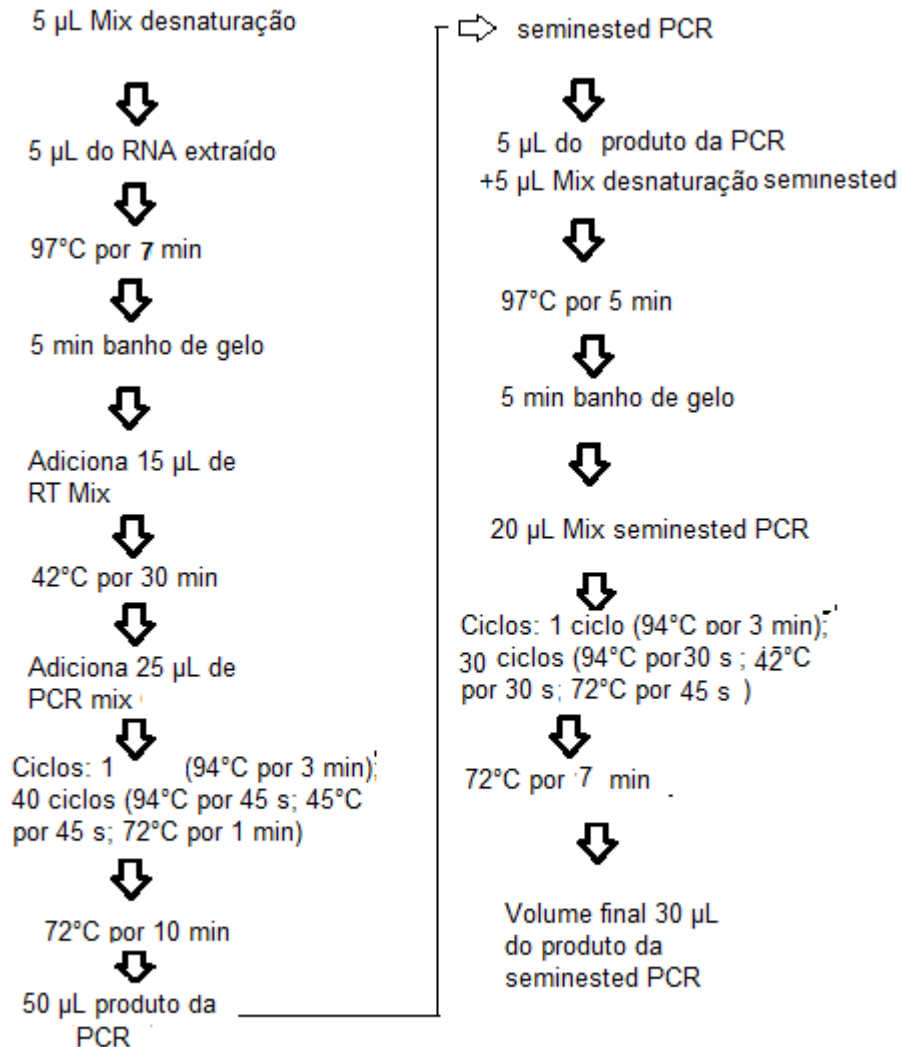 5 µL Mix desnaturação
5 µL do RNA extraído
97°C por 7 min
5 min banho de gelo
Adiciona 15 µL de
RT Mix
42°C por 30 min
Adiciona 25 µL de
PCR mix
Ciclos: 1 (94°C por 3 min);
40 ciclos (94°C por 45 s; 45°C
por 45 s; 72°C por 1 min)
72°C por 10 min
50 µL produto da
PCR
seminested PCR
5 µL do produto da PCR
+5 µL Mix desnaturação seminested
97°C por 5 min
5 min banho de gelo
20 µL Mix seminested PCR
Ciclos: 1 ciclo (94°C por 3 min);
30 ciclos (94°C por30 s ; 42°C
por 30 s; 72°C por 45 s )
72°C por 7 min
Volume final 30 µL
do produto da
seminested PCR